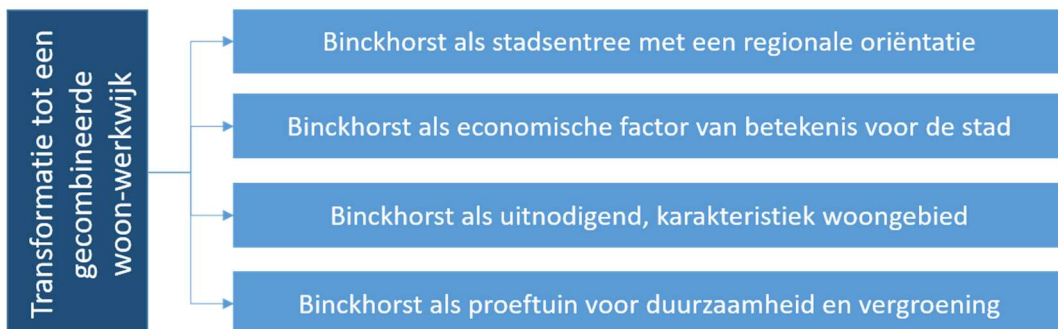 Transformatie tot een
gecombineerde
woon-werkwijk
Binckhorst als stadsentree met een regionale oriëntatie
Binckhorst als economische factor van betekenis voor de stad
Binckhorst als uitnodigend, karakteristiek woongebied
Binckhorst als proeftuin voor duurzaamheid en vergroening